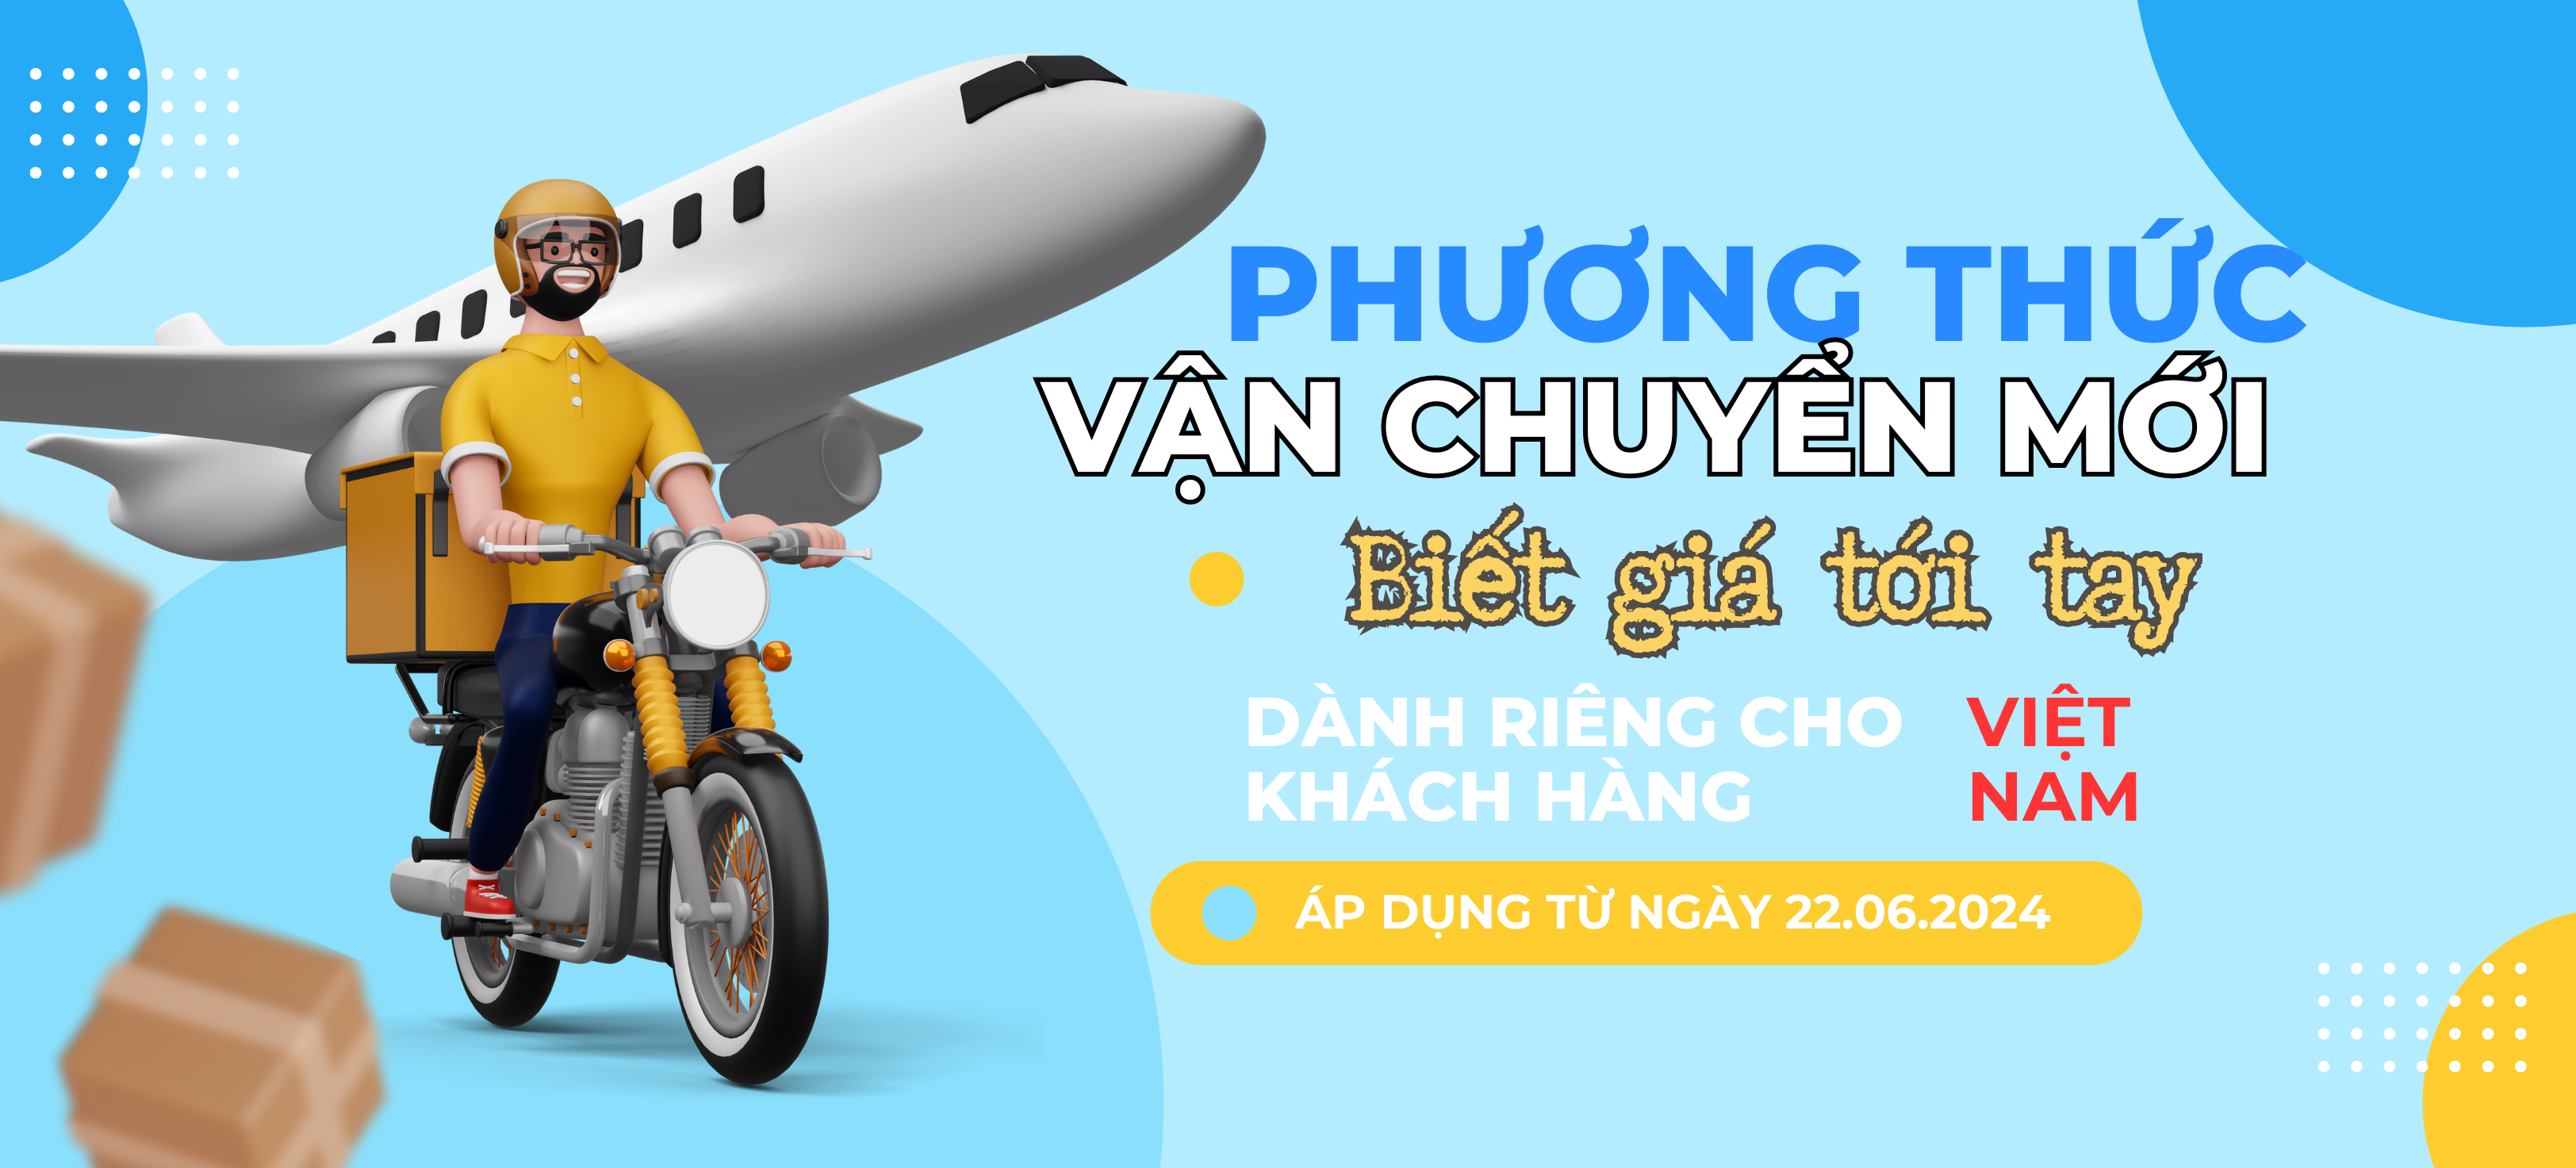 PHƯƠNG THỨC
VẬN CHUYỂN MỚI
Biết giá tới tay
DÀNH RIÊNG CHO VIỆT
KHÁCH HÀNG NAM
ÁP DỤNG TỪ NGÀY 22.06.2024